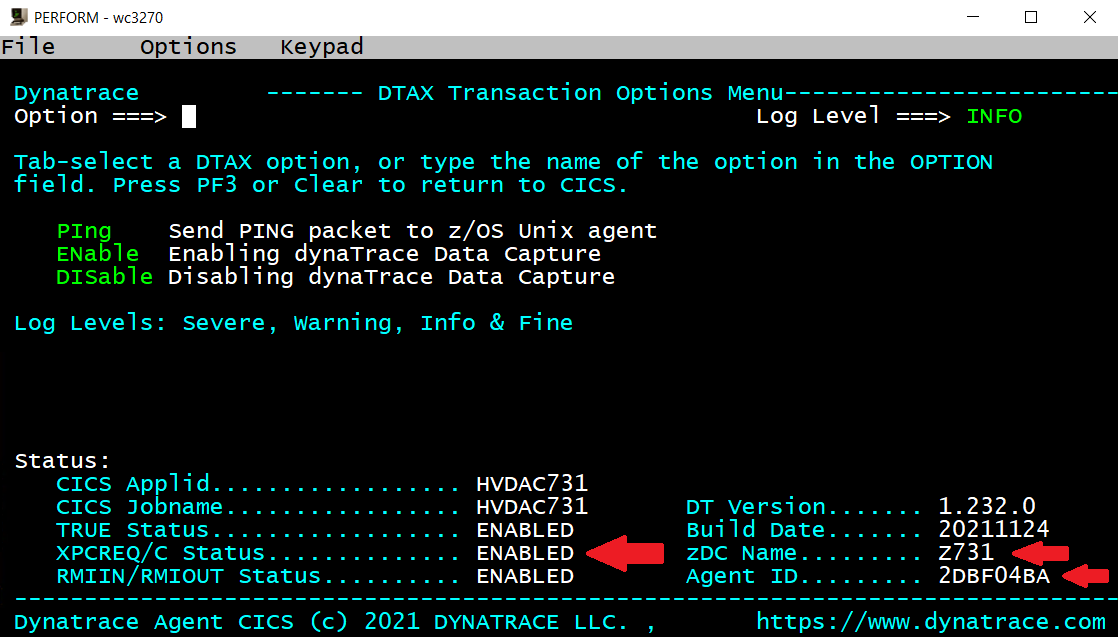 PERFORM - wc3270
File Options Keypad
Dynatrace ------- DTAX Transaction Options Menu------------------------
Option ===> Log Level ===> INFO
Tab-select a DTAX option, or type the name of the option in the OPTION
field. Press PF3 or Clear to return to CICS.
PIng Send PING packet to z/OS Unix agent
ENable Enabling dynaTrace Data Capture
DISable Disabling dynaTrace Data Capture
Log Levels: Severe, Warning, Info & Fine
Status:
CICS Applid.................. HVDAC731
CICS Jobname................. HVDAC731 DT Version....... 1.232.0
TRUE Status.................. ENABLED Build Date....... 20211124
XPCREQ/C Status.............. ENABLED zDC Name......... Z731
RMIIN/RMIOUT Status.......... ENABLED Agent ID......... 2DBF04BA
-------------------------------------------------------------------------------
Dynatrace Agent CICS (c) 2021 DYNATRACE LLC. , https://www.dynatrace.com